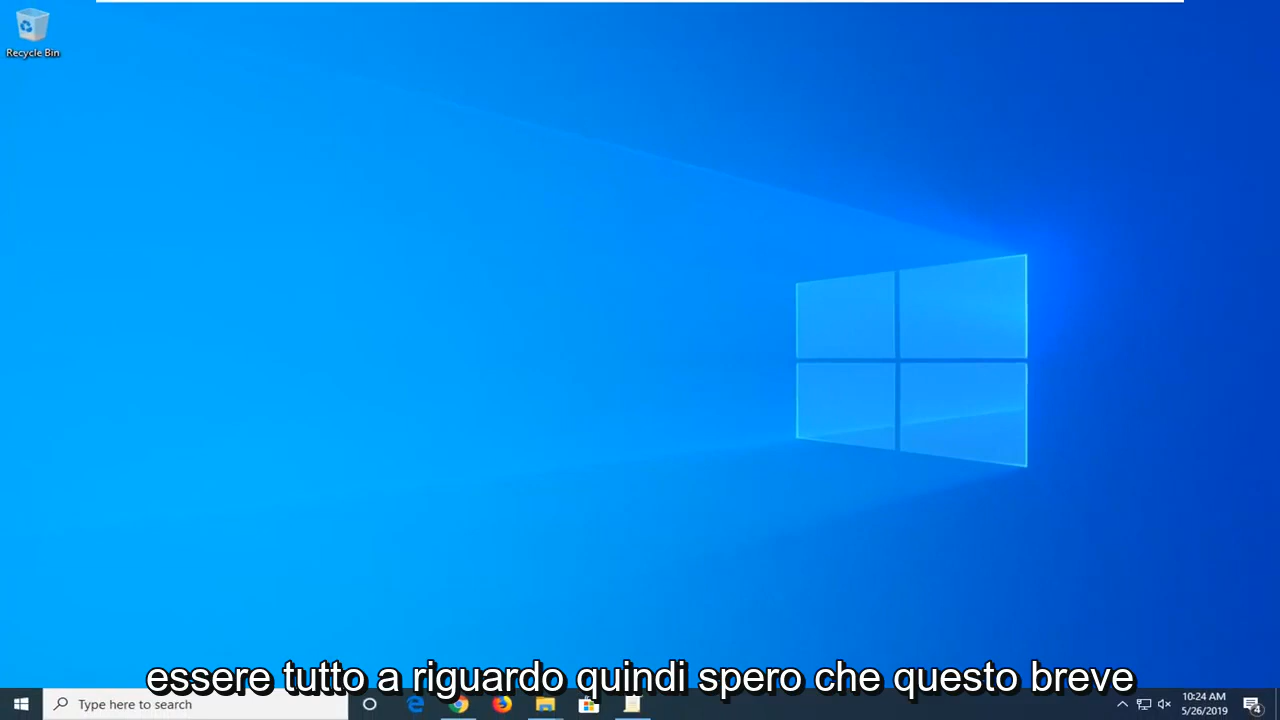 Recycle Bin
essere tutto a riguardo quindi spero che questo breve
Type here to search
10:24 AM
5/26/2019
4